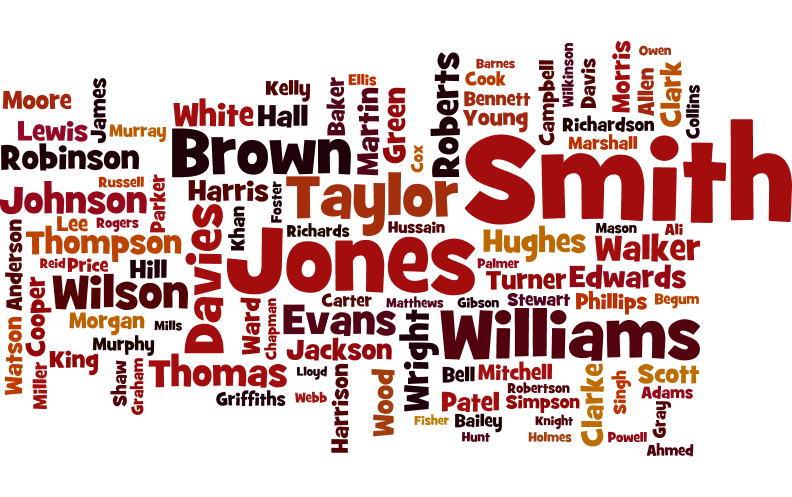 Smith
Jones
Williams
Brown
Taylor
Davies
Wilson
Evans
Thomas
Johnson
Roberts
Walker
Wright
Robinson
Thompson
White
Hughes
Edwards
Green
Hall
Wood
Harris
Lewis
Martin
Jackson
Clarke
Clark
Turner
Hill
Scott
Cooper
Morris
Ward
Moore
King
Watson
Baker
Harrison
Morgan
Patel
Young
Allen
Mitchell
James
Anderson
Phillips
Lee
Bell
Parker
Davis
Bennett
Miller
Cook
Shaw
Campbell
Richardson
Carter
Collins
Marshall
Bailey
Gray
Cox
Adams
Wilkinson
Foster
Chapman
Mason
Russell
Powell
Webb
Rogers
Hunt
Mills
Holmes
Palmer
Matthews
Gibson
Fisher
Barnes
Knight
Lloyd
Barnes
Owen
Ellis
Kelly
Murray
Khan
Richards
Hussain
Ali
Reid
Price
Stewart
Begum
Murphy
Graham
Griffiths
Robertson
Simpson
Singh
Ahmed